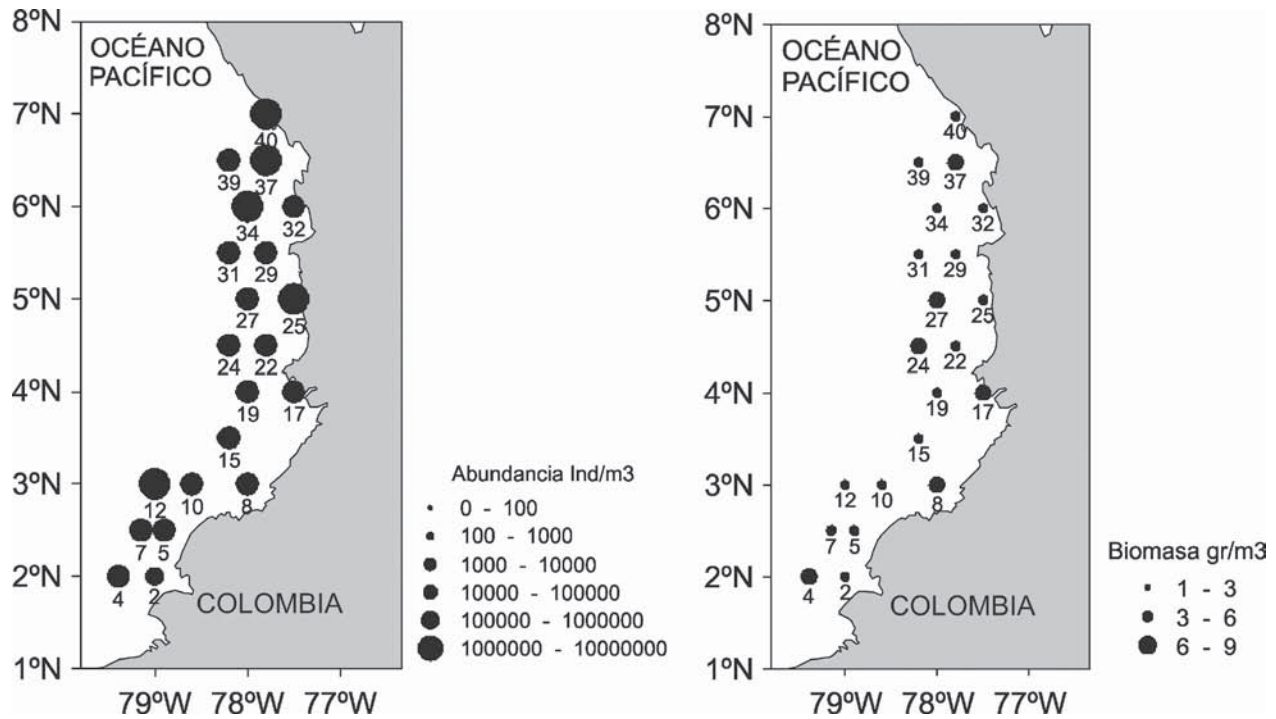 8ºN
7ºN
6ºN
5ºN
4ºN
3ºN
2ºN
1ºN
OCÉANO
PACÍFICO
40
39 37
34 32
31 29
27 25
24 22
19 17
15
12 10 8
7 5
4 2
COLOMBIA
79ºW 78ºW 77ºW
Abundancia Ind/m3
0 - 100
100 - 1000
1000 - 10000
10000 - 100000
100000 - 1000000
1000000 - 10000000
8ºN
7ºN
6ºN
5ºN
4ºN
3ºN
2ºN
1ºN
OCÉANO
PACÍFICO
40
39 37
34 32
31 29
27 25
24 22
19 17
15
12 10 8
7 5
4 2
COLOMBIA
79ºW 78ºW 77ºW
Biomasa gr/m3
1 - 3
3 - 6
6 - 9